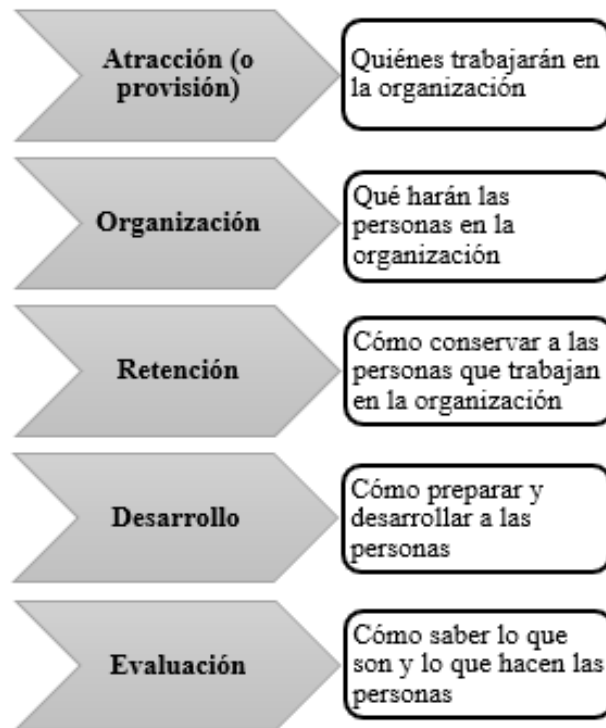 Atracción (o
provisión)
Quiénes trabajarán en
la organización
Organización
Qué harán las
personas en la
organización
Retención
Cómo conservar a las
personas que trabajan
en la organización
Desarrollo
Cómo preparar y
desarrollar a las
personas
Evaluación
Cómo saber lo que
son y lo que hacen las
personas